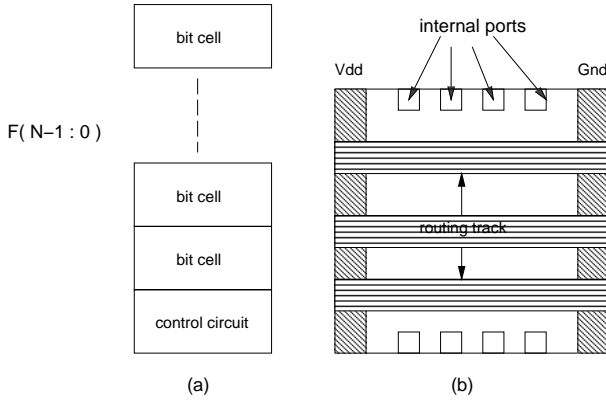 bit cell
F( N–1 : 0 )
bit cell
bit cell
control circuit
(a)
internal ports
Vdd
Gnd
routing track
(b)